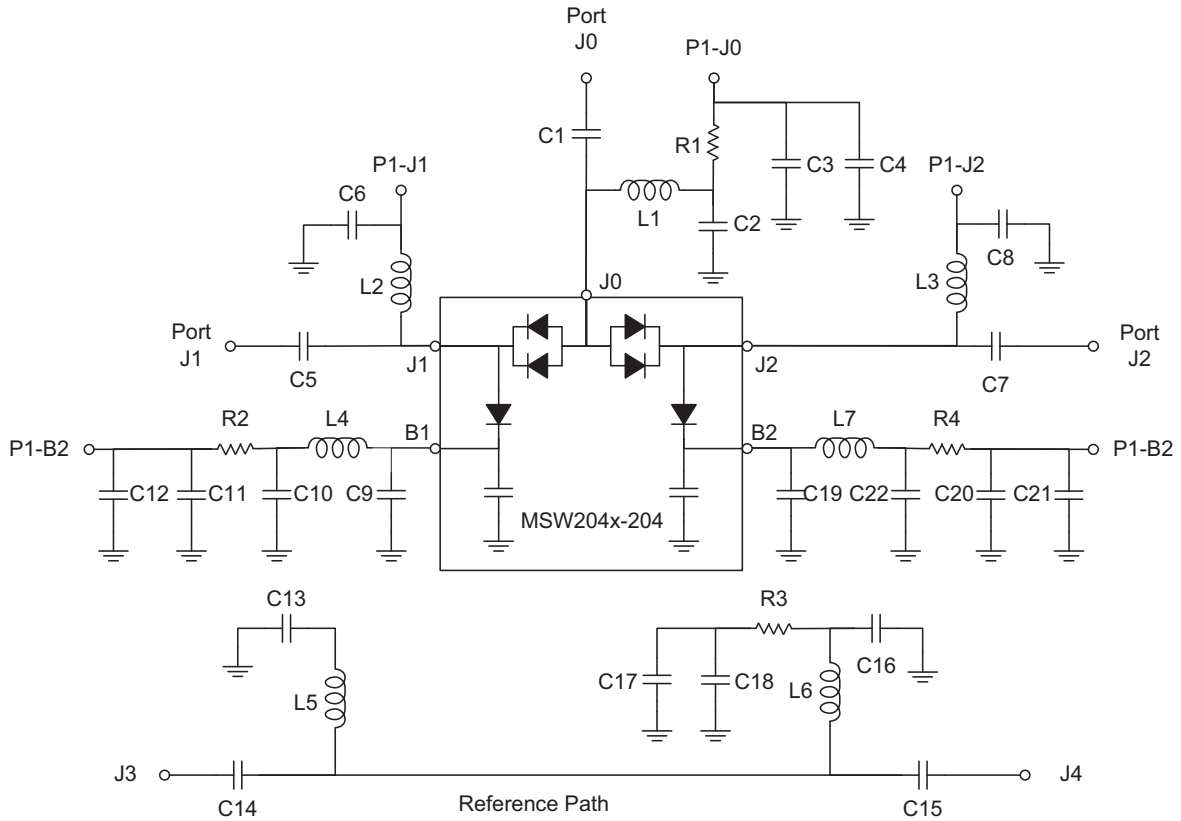 Port
J0
P1-J0
C1
R1
C3
C4
P1-J1
P1-J2
C6
L1
C2
C8
L2
J0
L3
Port
J1
Port
J2
C5
J1
J2
C7
R2
L4
B1
B2
L7
R4
P1-B2
P1-B2
C12
C11
C10
C9
C19
C22
C20
C21
MSW204x-204
C13
R3
C16
L5
C17
C18
L6
J3
J4
C14
Reference Path
C15